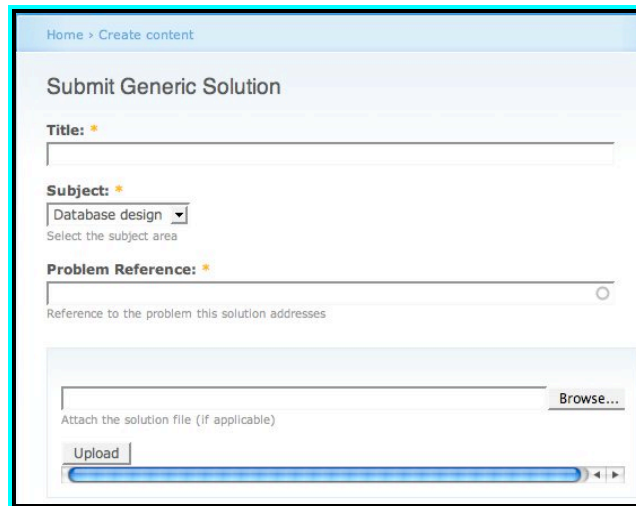 Home › Create content
Submit Generic Solution
Title: *
Subject: *
Database design
Select the subject area
Problem Reference: *
Reference to the problem this solution addresses
Browse...
Attach the solution file (if applicable)
Upload